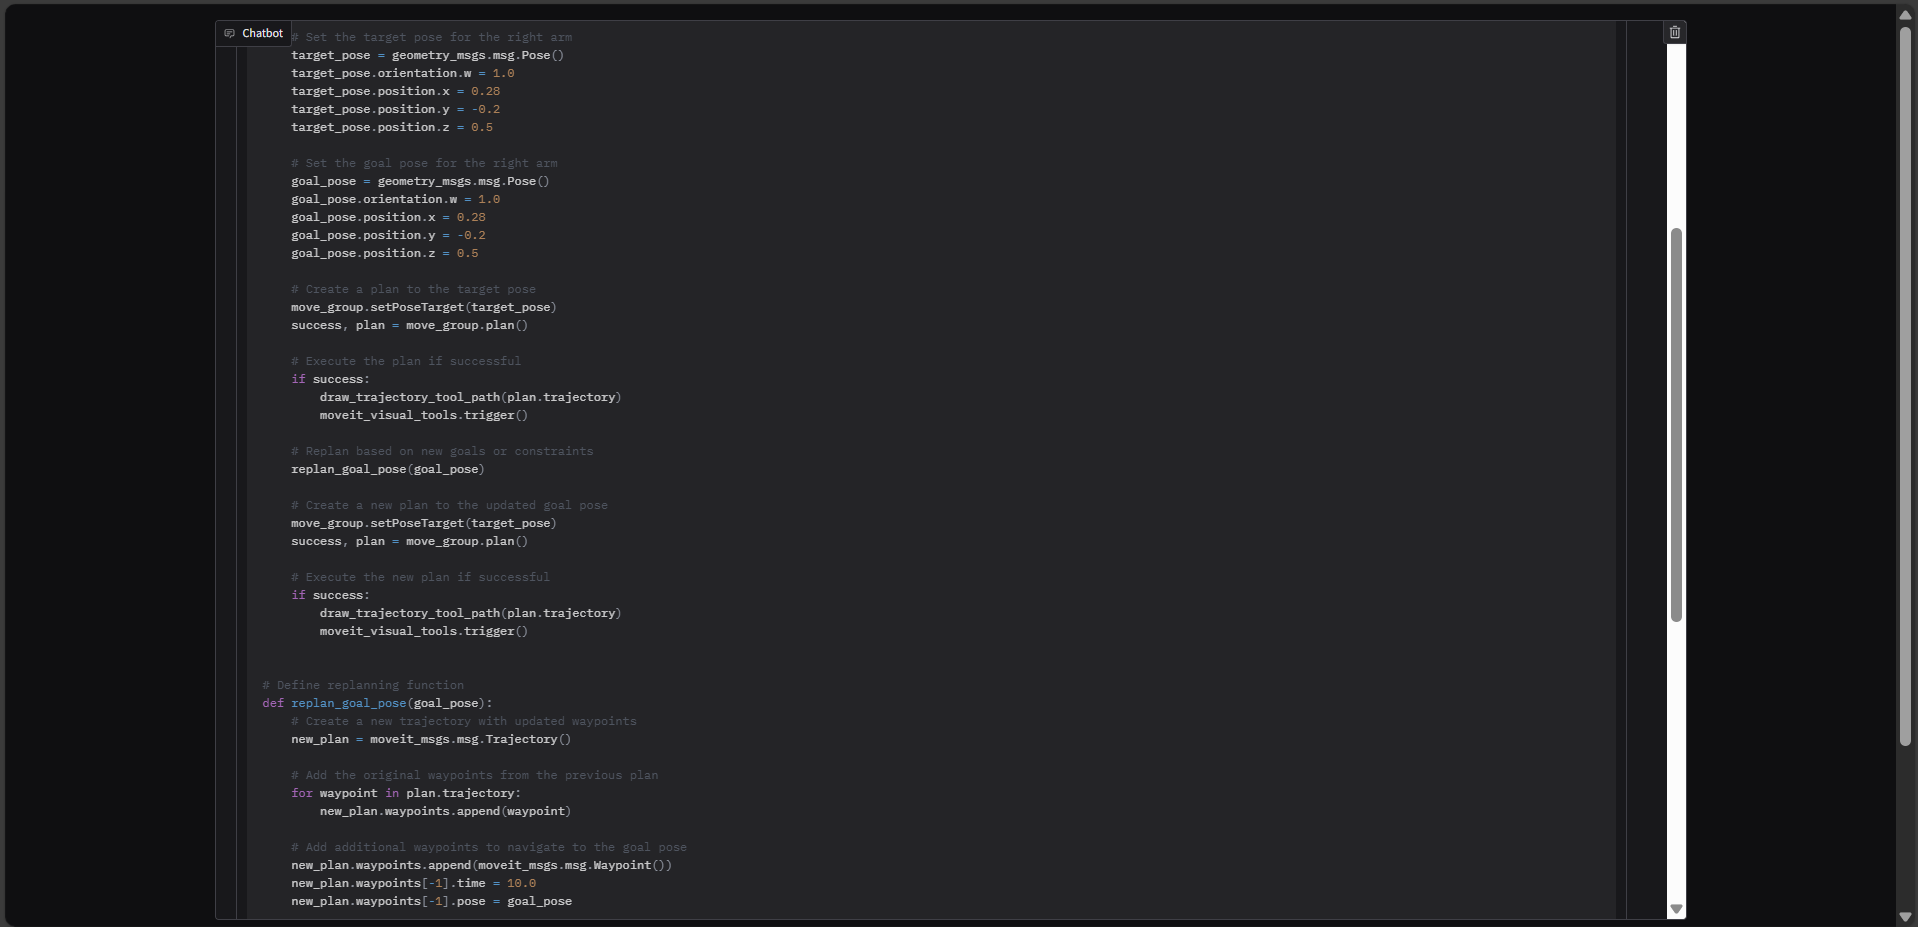 Chatbot
# Set the target pose for the right arm
target_pose = geometry_msgs.msg.Pose()
target_pose.orientation.w = 1.0
target_pose.position.x = 0.28
target_pose.position.y = -0.2
target_pose.position.z = 0.5
# Set the goal pose for the right arm
goal_pose = geometry_msgs.msg.Pose()
goal_pose.orientation.w = 1.0
goal_pose.position.x = 0.28
goal_pose.position.y = -0.2
goal_pose.position.z = 0.5
# Create a plan to the target pose
move_group.setPoseTarget(target_pose)
success, plan = move_group.plan()
# Execute the plan if successful
if success:
draw_trajectory_tool_path(plan.trajectory)
moveit_visual_tools.trigger()
# Replan based on new goals or constraints
replan_goal_pose(goal_pose)
# Create a new plan to the updated goal pose
move_group.setPoseTarget(target_pose)
success, plan = move_group.plan()
# Execute the new plan if successful
if success:
draw_trajectory_tool_path(plan.trajectory)
moveit_visual_tools.trigger()
# Define replanning function
def replan_goal_pose(goal_pose):
# Create a new trajectory with updated waypoints
new_plan = moveit_msgs.msg.Trajectory()
# Add the original waypoints from the previous plan
for waypoint in plan.trajectory:
new_plan.waypoints.append(waypoint)
# Add additional waypoints to navigate to the goal pose
new_plan.waypoints.append(moveit_msgs.msg.Waypoint())
new_plan.waypoints[-1].time = 10.0
new_plan.waypoints[-1].pose = goal_pose